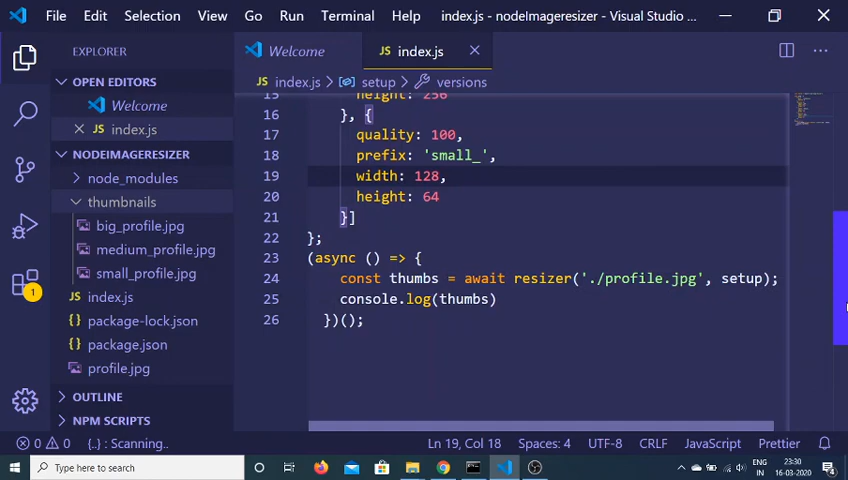 File Edit Selection View Go Run Terminal Help index.js - nodeImageresizer - Visual Studio ...
EXPLORER
Welcome
index.js
OPEN EDITORS
Welcome
index.js
NODEIMAGERESIZER
node_modules
thumbnails
big_profile.jpg
medium_profile.jpg
small_profile.jpg
JS index.js
{} package-lock.json
{} package.json
profile.jpg
OUTLINE
NPM SCRIPTS
1
JS index.js > setup > versions
15 height: 256
16 }, {
17 quality: 100,
18 prefix: 'small_',
19 width: 128,
20 height: 64
21 }]
22 };
23 (async () => {
24 const thumbs = await resizer('./profile.jpg', setup);
25 console.log(thumbs)
26 })();
0 0 {..} : Scanning.. Ln 19, Col 18 Spaces: 4 UTF-8 CRLF JavaScript Prettier
Type here to search
ENG
IN
23:30
16-03-2020